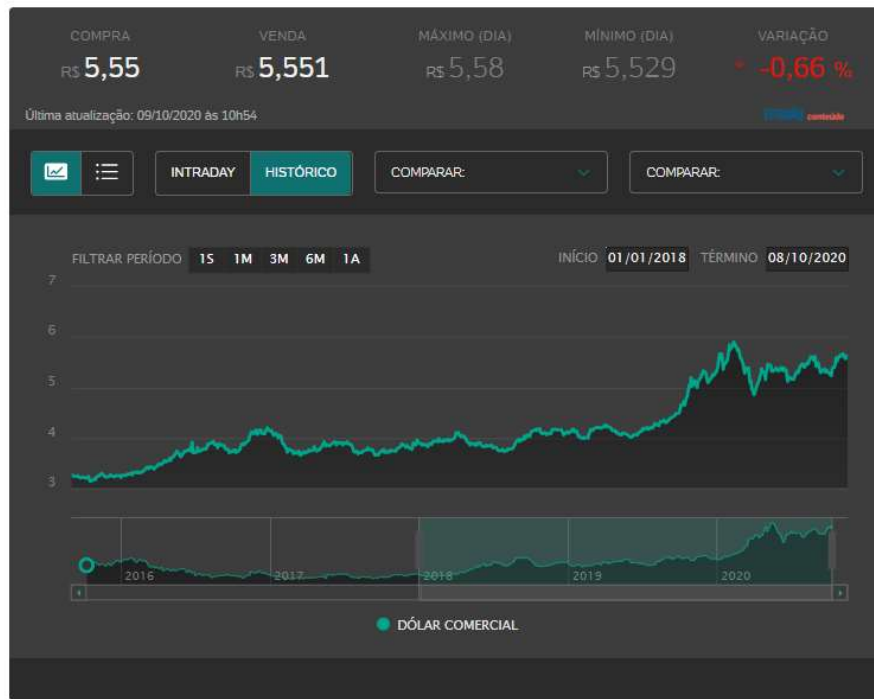 COMPRA VENDA MÁXIMO (DIA) MÍNIMO (DIA) VARIAÇÃO
R$ 5,55 R$ 5,551 R$ 5,58 R$ 5,529 -0,66 %
Última atualização: 09/10/2020 às 10h54 conteúdo
INTRADAY HISTÓRICO COMPARAR: COMPARAR:
FILTRAR PERÍODO 1S 1M 3M 6M 1A INÍCIO 01/01/2018 TÉRMINO 08/10/2020
7
6
5
4
3
2016 2017 2018 2019 2020
DÓLAR COMERCIAL